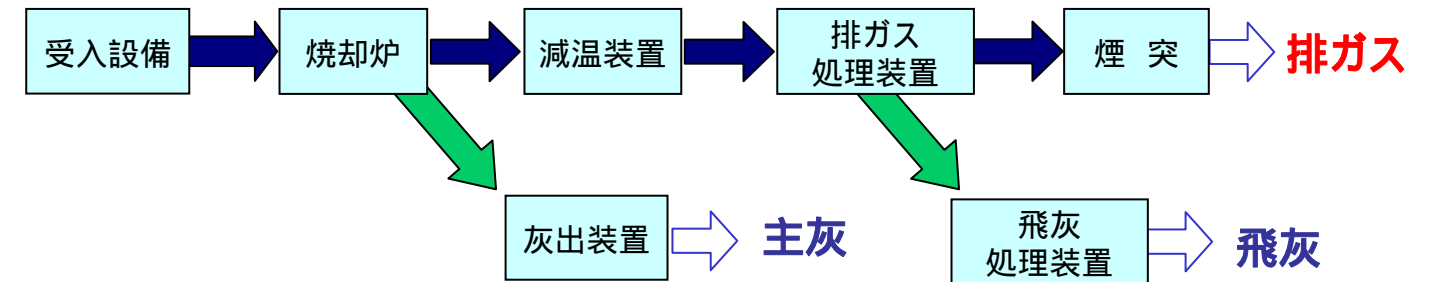 受入設備
焼却炉
減温装置
排ガス
処理装置
煙 突
排ガス
灰出装置
主灰
飛灰
処理装置
飛灰